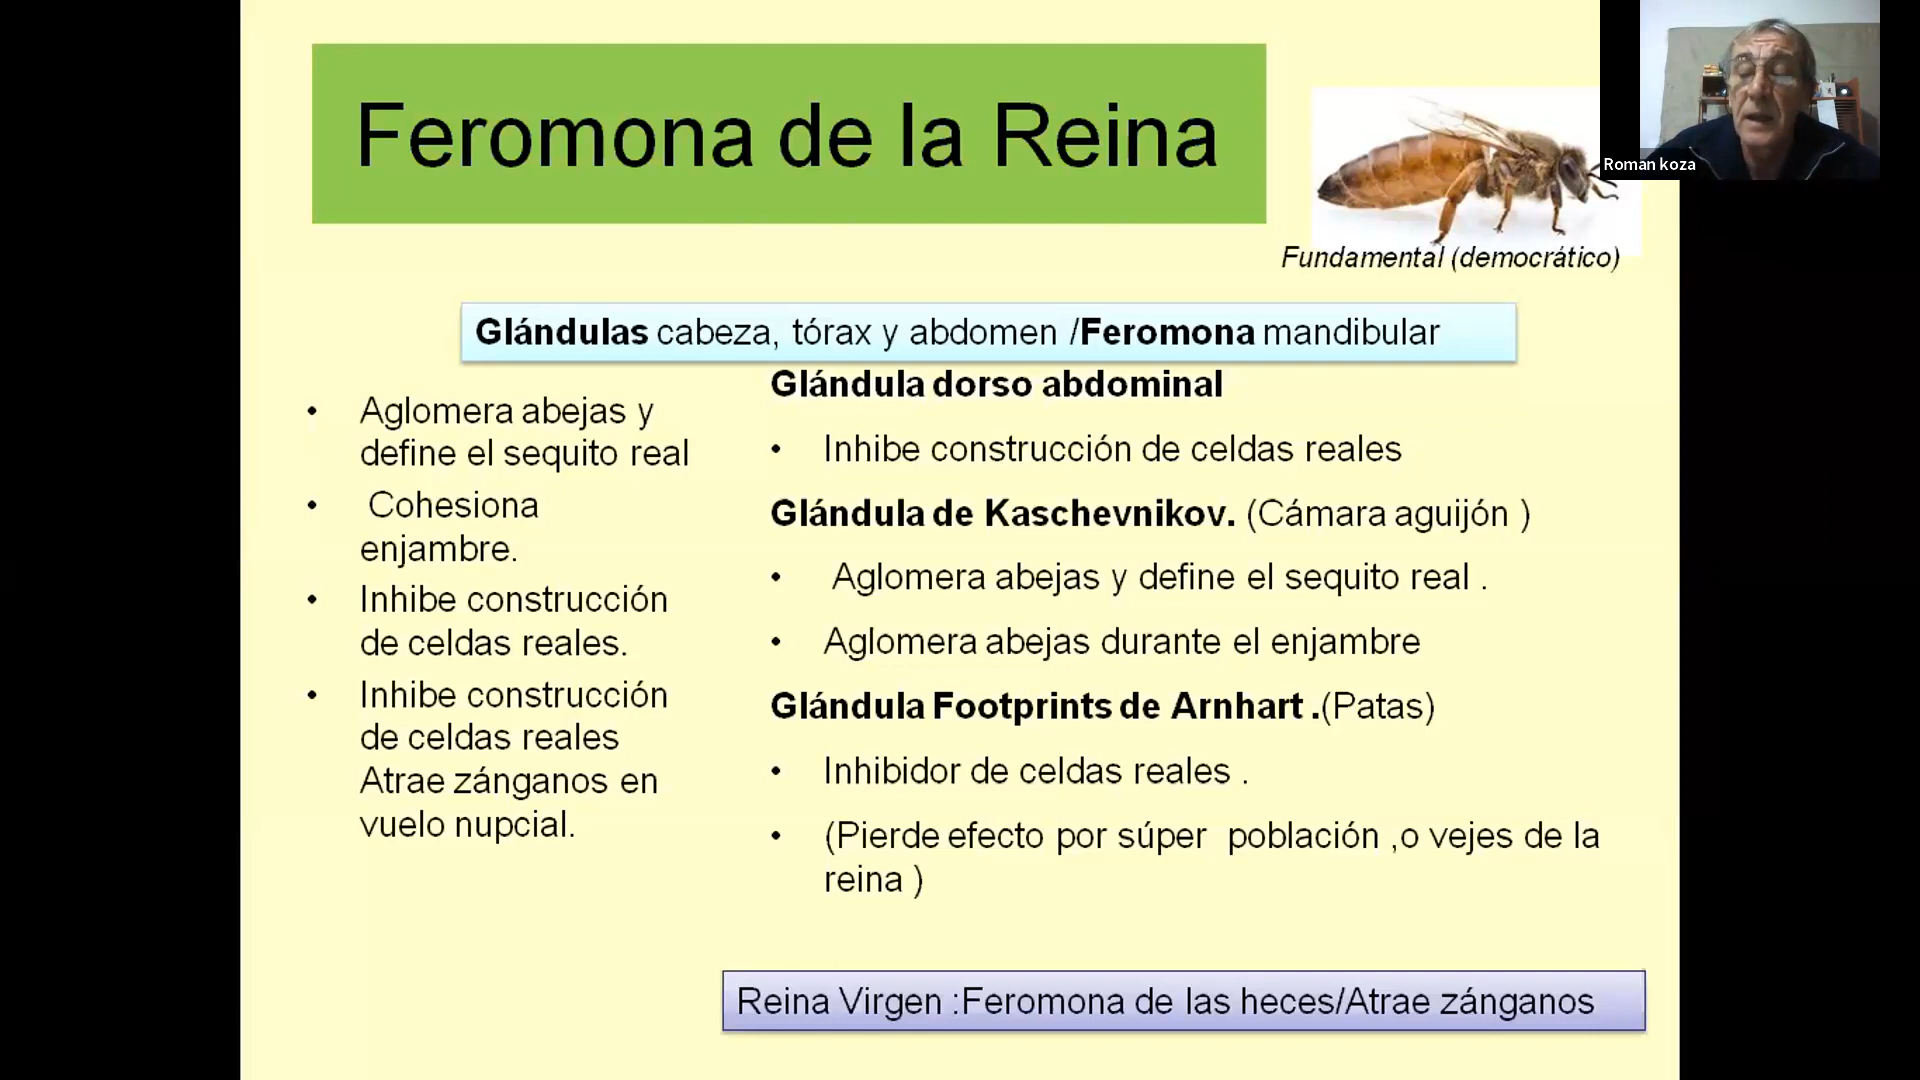 Feromona de la Reina
Roman koza
Fundamental (democrático)
Glándulas cabeza, tórax y abdomen /Feromona mandibular
• Aglomera abejas y
define el sequito real
• Cohesiona
enjambre.
• Inhibe construcción
de celdas reales.
• Inhibe construcción
de celdas reales
Atrae zánganos en
vuelo nupcial.
Glándula dorso abdominal
• Inhibe construcción de celdas reales
Glándula de Kaschevnikov. (Cámara aguijón )
• Aglomera abejas y define el sequito real .
• Aglomera abejas durante el enjambre
Glándula Footprints de Arnhart .(Patas)
• Inhibidor de celdas reales .
• (Pierde efecto por súper población ,o vejes de la
reina )
Reina Virgen :Feromona de las heces/Atrae zánganos